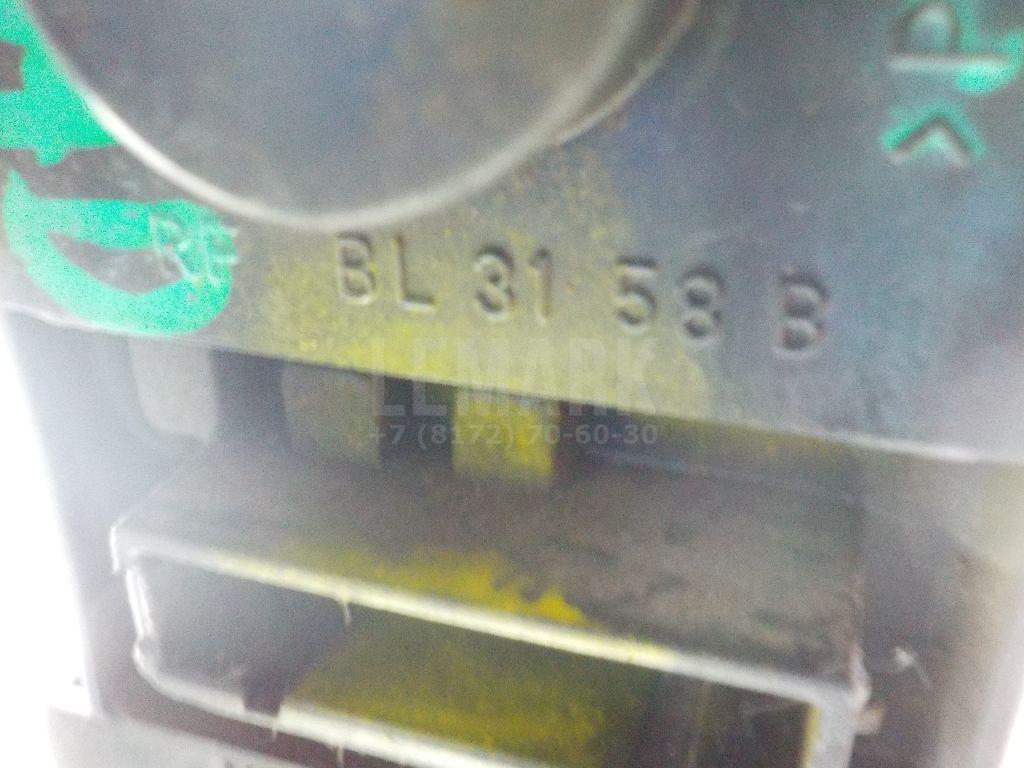 RF BL 31 58 B
LEMARK
+7 (8172) 70-60-30